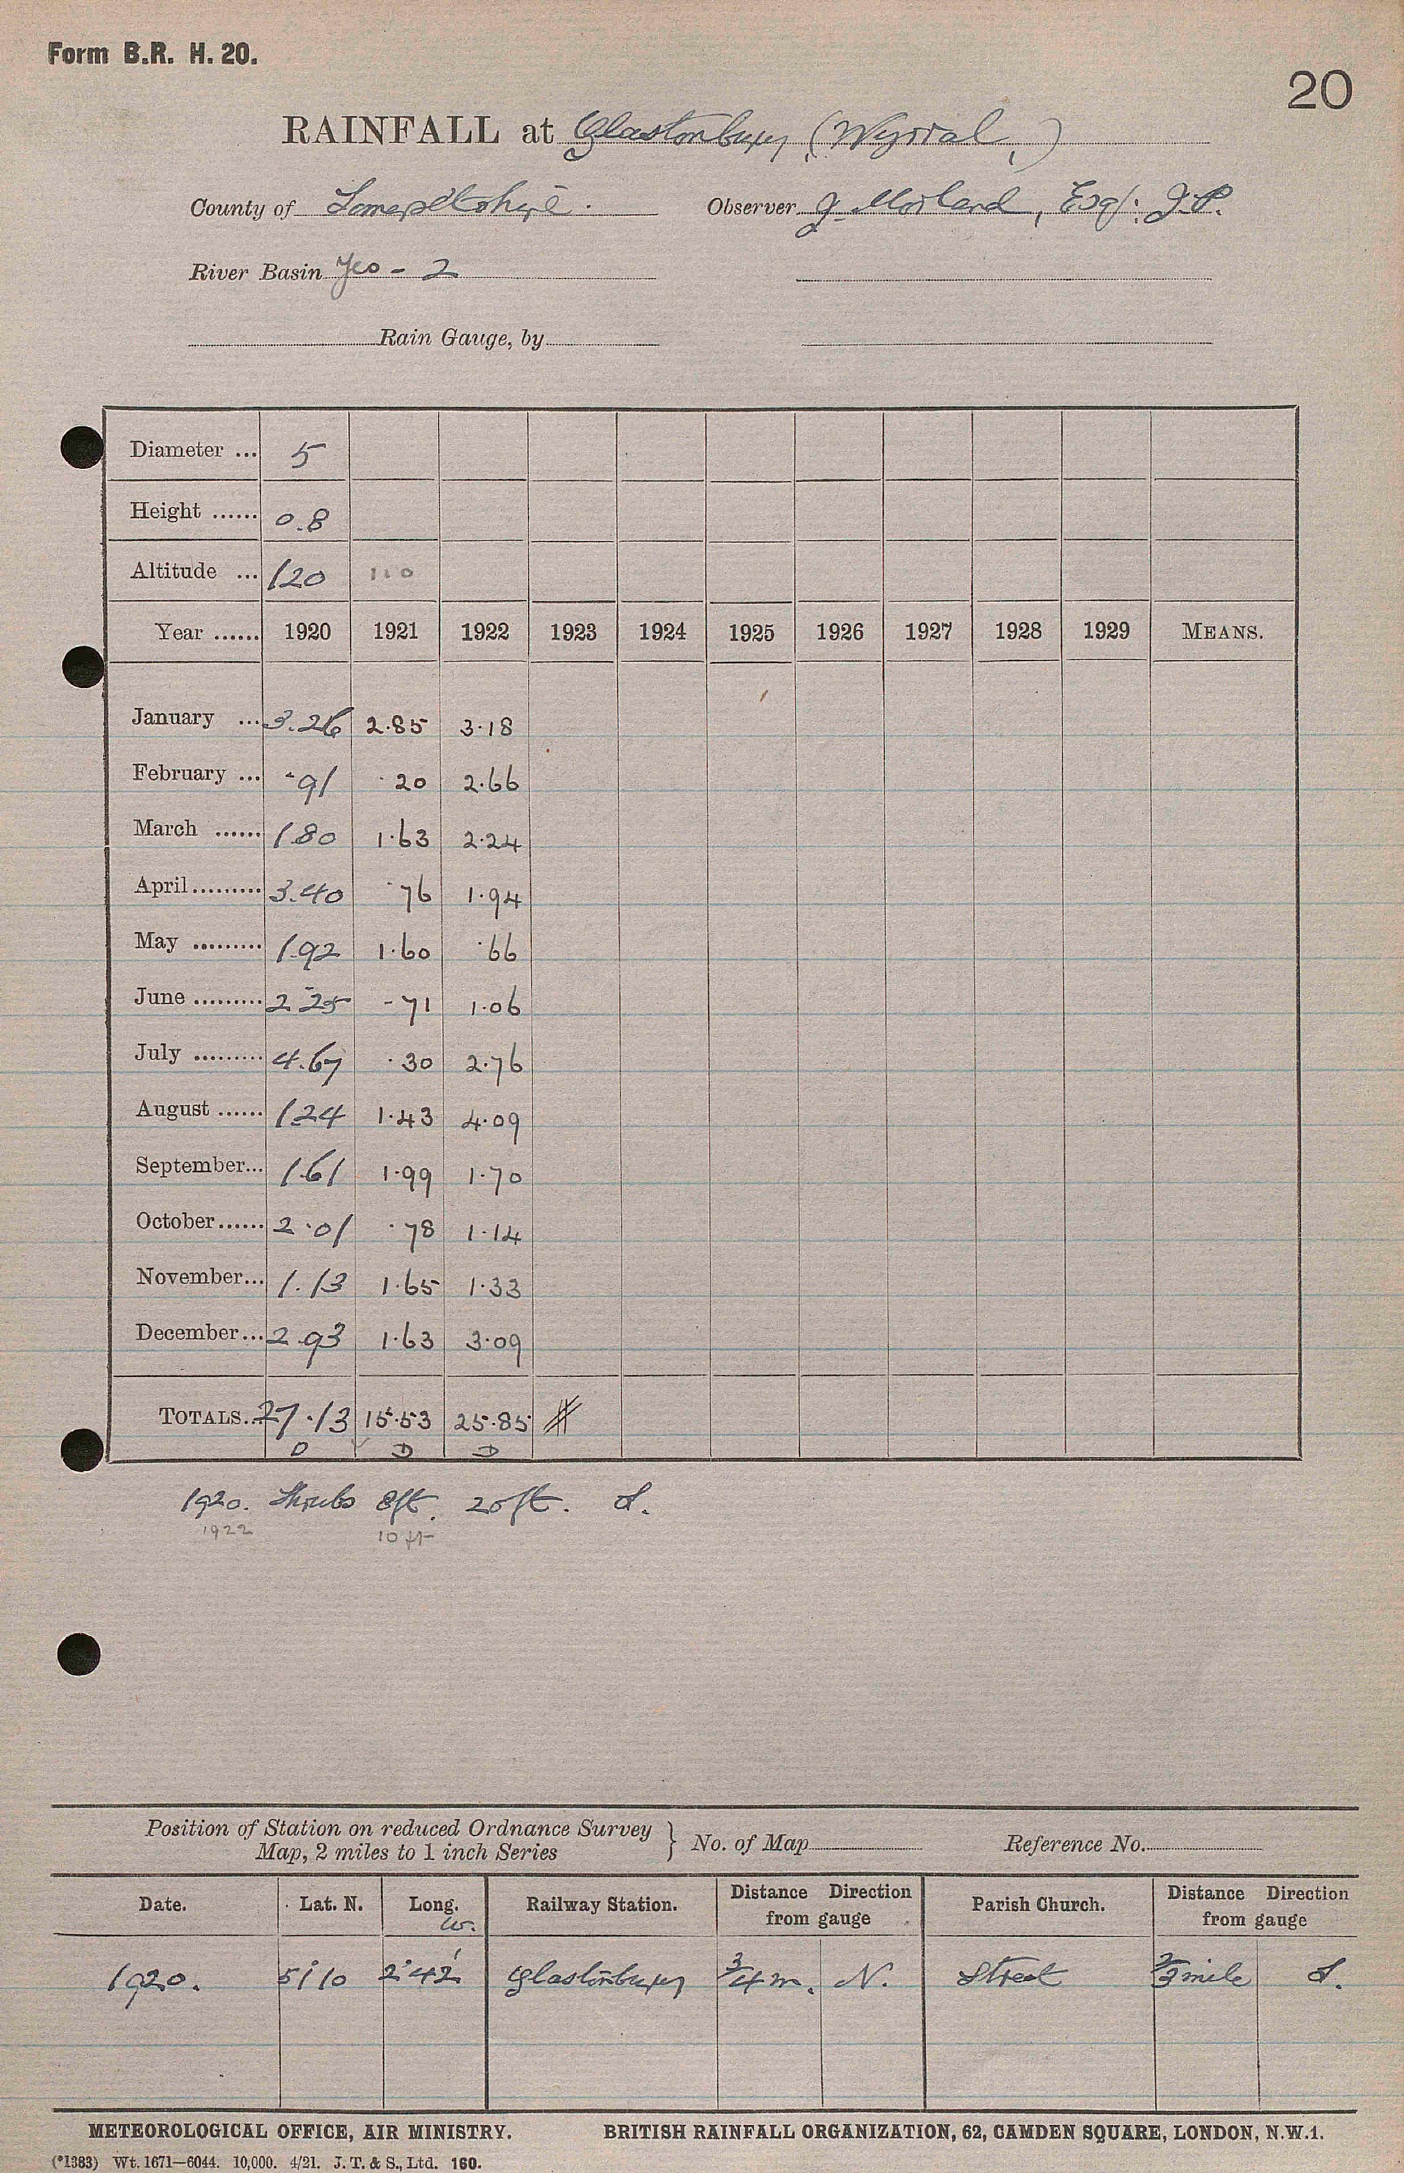 Form B.R. H. 20.
20
RAINFALL at Glastonbury (Wyrral)
County of Somersetshire. Observer J. Morland, Esq. J.P.
River Basin Yeo - 2
Rain Gauge, by
Diameter ... 5
Height ...... 0.8
Altitude ... 120 110
Year ...... 1920 1921 1922 1923 1924 1925 1926 1927 1928 1929 MEANS.
January ... 3.26 2.85 3.18
February ... .91 .20 2.66
March ...... 1.80 1.63 2.24
April ......... 3.40 .76 1.94
May ......... 1.92 1.60 .66
June ......... 2.25 .71 1.06
July ......... 4.67 .30 2.76
August ...... 1.24 1.43 4.09
September... 1.61 1.99 1.70
October ...... 2.01 .78 1.14
November... 1.13 1.65 1.33
December... 2.93 1.63 3.09
TOTALS... 27.13 15.53 25.85 #
D D D
1920. Shrubs 8ft. 20ft. S.
1922 10 ft
Position of Station on reduced Ordnance Survey
Map, 2 miles to 1 inch Series } No. of Map Reference No.
Date. Lat. N. Long. W. Railway Station. Distance Direction from gauge Parish Church. Distance Direction from gauge
1920. 51°10 2°42' Glastonbury 3/4 m. N. Street 2/3 mile S.
METEOROLOGICAL OFFICE, AIR MINISTRY. BRITISH RAINFALL ORGANIZATION, 62, CAMDEN SQUARE, LONDON, N.W.1.
(*1383) Wt. 1671—6044. 10,000. 4/21. J. T. & S., Ltd. 160.